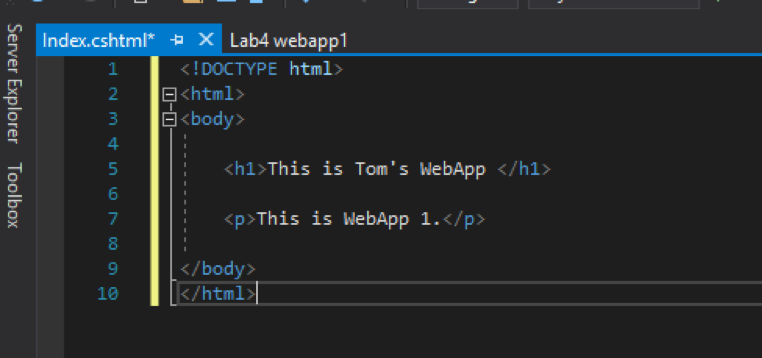 Server Explorer
Toolbox
Index.cshtml*
Lab4 webapp1
1 <!DOCTYPE html>
2 <html>
3 <body>
4
5 <h1>This is Tom's WebApp </h1>
6
7 <p>This is WebApp 1.</p>
8
9 </body>
10 </html>